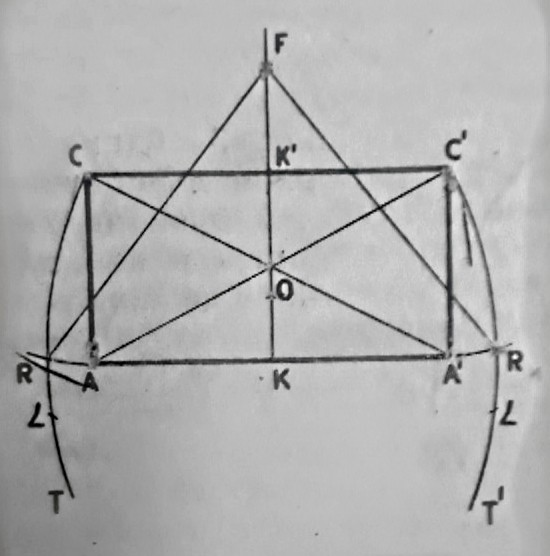 F
C K' C'
O
R A K A' R
L L
T T'